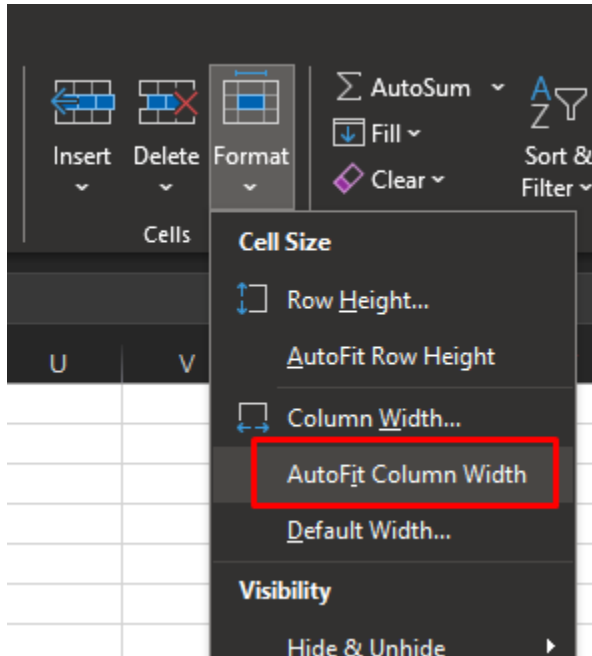 Insert Delete Format
Cells
AutoSum
Fill
Clear
Sort &
Filter
U V
Cell Size
Row Height...
AutoFit Row Height
Column Width...
AutoFit Column Width
Default Width...
Visibility
Hide & Unhide